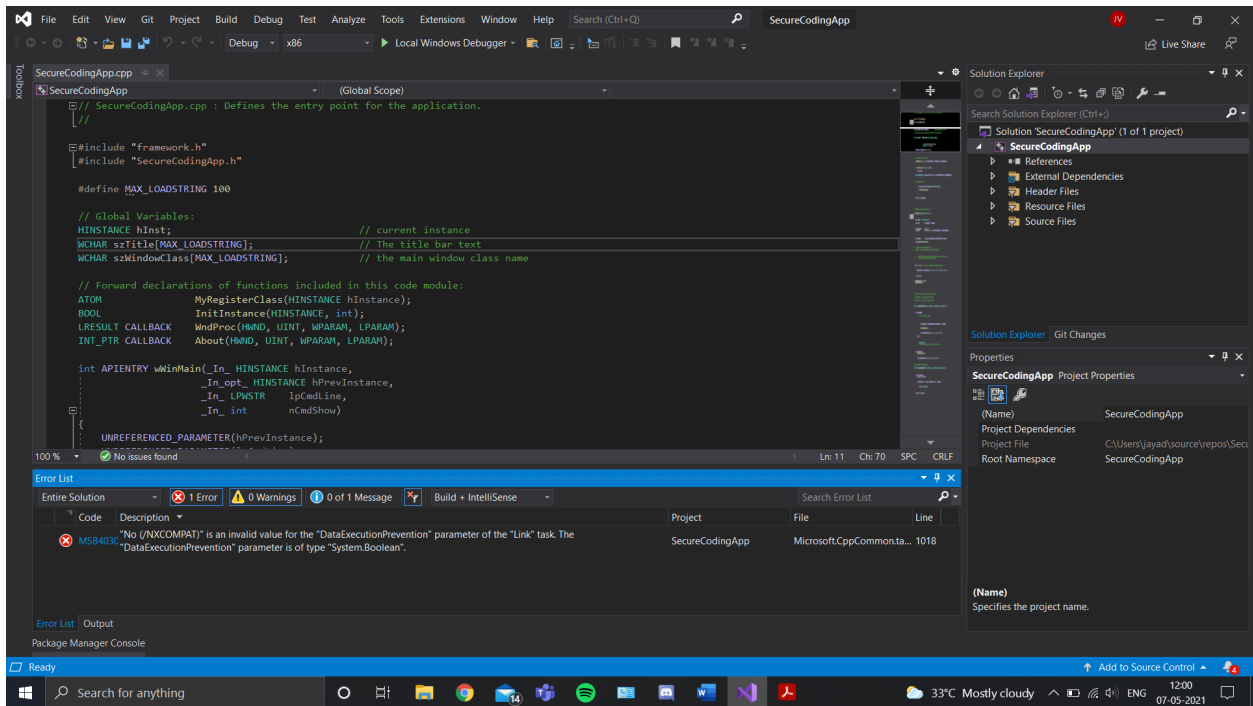 File Edit View Git Project Build Debug Test Analyze Tools Extensions Window Help Search (Ctrl+Q) SecureCodingApp JV
Debug x86 Local Windows Debugger Live Share
Toolbox
SecureCodingApp.cpp
SecureCodingApp (Global Scope)
// SecureCodingApp.cpp : Defines the entry point for the application.
//
#include "framework.h"
#include "SecureCodingApp.h"
#define MAX_LOADSTRING 100
// Global Variables:
HINSTANCE hInst; // current instance
WCHAR szTitle[MAX_LOADSTRING]; // The title bar text
WCHAR szWindowClass[MAX_LOADSTRING]; // the main window class name
// Forward declarations of functions included in this code module:
ATOM MyRegisterClass(HINSTANCE hInstance);
BOOL InitInstance(HINSTANCE, int);
LRESULT CALLBACK WndProc(HWND, UINT, WPARAM, LPARAM);
INT_PTR CALLBACK About(HWND, UINT, WPARAM, LPARAM);
int APIENTRY wWinMain(_In_ HINSTANCE hInstance,
_In_opt_ HINSTANCE hPrevInstance,
_In_ LPWSTR lpCmdLine,
_In_ int nCmdShow)
{
UNREFERENCED_PARAMETER(hPrevInstance);
100 % No issues found Ln: 11 Ch: 70 SPC CRLF
Solution Explorer
Search Solution Explorer (Ctrl+;)
Solution 'SecureCodingApp' (1 of 1 project)
SecureCodingApp
References
External Dependencies
Header Files
Resource Files
Source Files
Solution Explorer Git Changes
Properties
SecureCodingApp Project Properties
(Name) SecureCodingApp
Project Dependencies
Project File C:\Users\jayad\source\repos\Secu
Root Namespace SecureCodingApp
(Name)
Specifies the project name.
Error List
Entire Solution 1 Error 0 Warnings 0 of 1 Message Build + IntelliSense Search Error List
Code Description Project File Line
MSB4030 "No (/NXCOMPAT)" is an invalid value for the "DataExecutionPrevention" parameter of the "Link" task. The
"DataExecutionPrevention" parameter is of type "System.Boolean". SecureCodingApp Microsoft.CppCommon.ta... 1018
Error List Output
Package Manager Console
Ready Add to Source Control 4
Search for anything 14 33°C Mostly cloudy ENG 12:00
07-05-2021